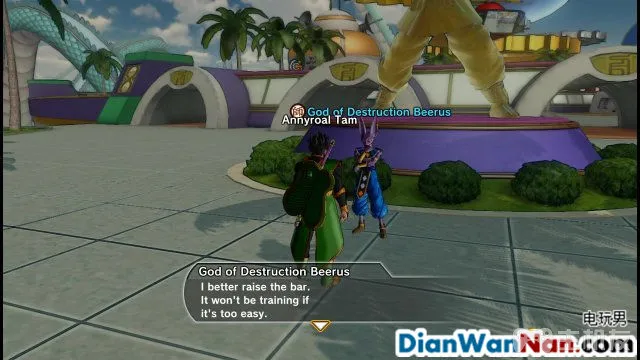 God of Destruction Beerus
Annyroal Tam
God of Destruction Beerus
I better raise the bar.
It won't be training if
it's too easy.
电玩男
DianWanNan.com